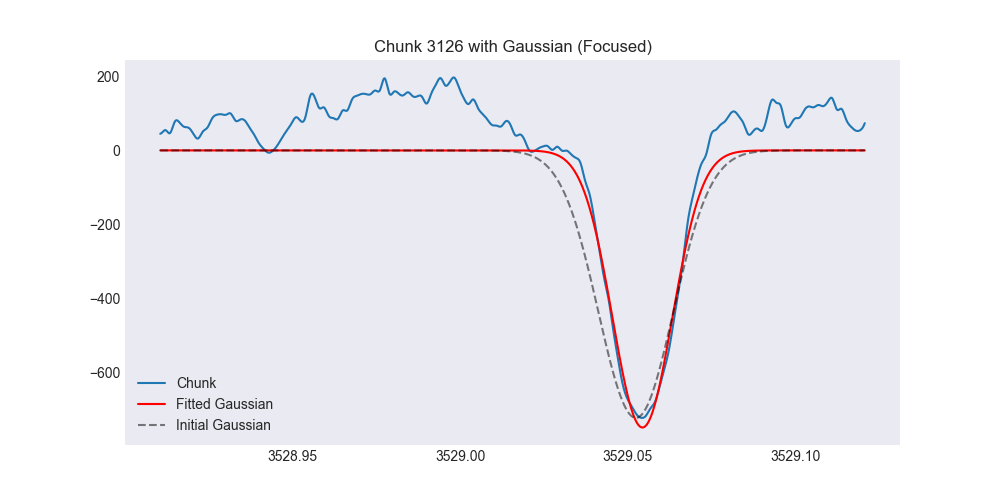 Chunk 3126 with Gaussian (Focused)
200
0
−200
−400
−600
Chunk
Fitted Gaussian
Initial Gaussian
3528.95 3529.00 3529.05 3529.10